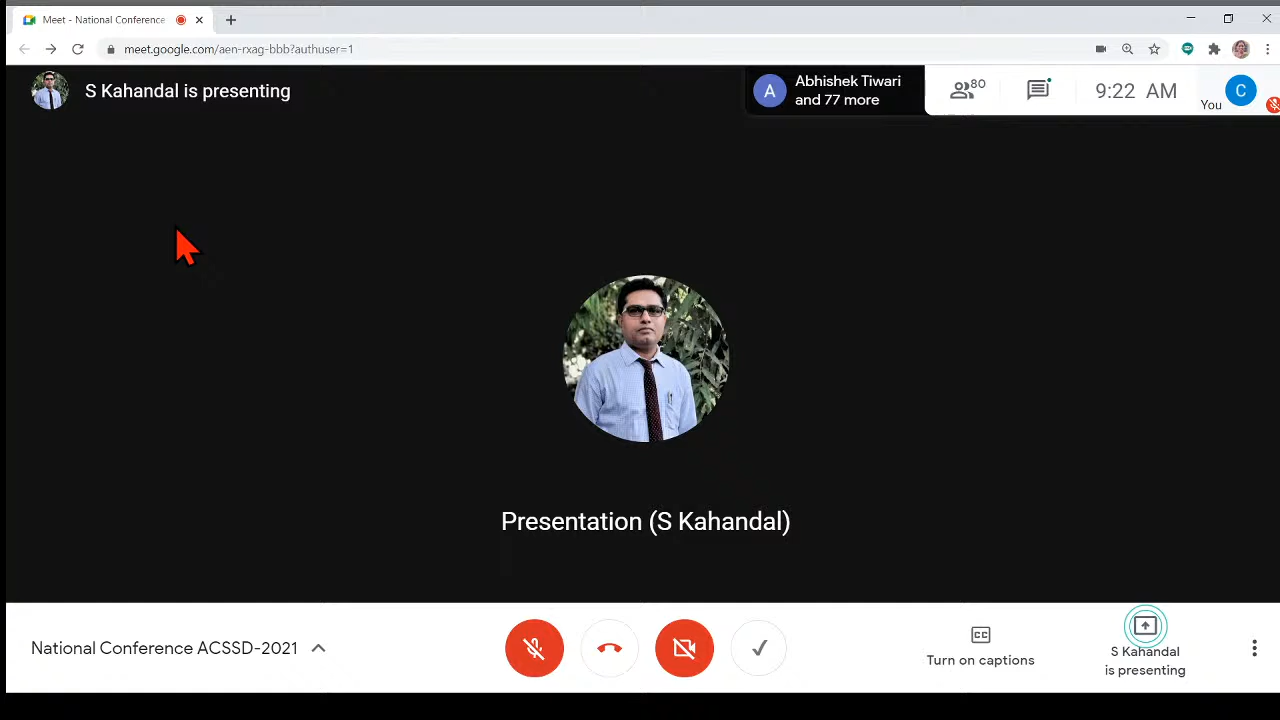 Meet - National Conference
meet.google.com/aen-rxag-bbb?authuser=1
S Kahandal is presenting
A
Abhishek Tiwari
and 77 more
80
9:22 AM
You
C
Presentation (S Kahandal)
National Conference ACSSD-2021
CC
Turn on captions
S Kahandal
is presenting